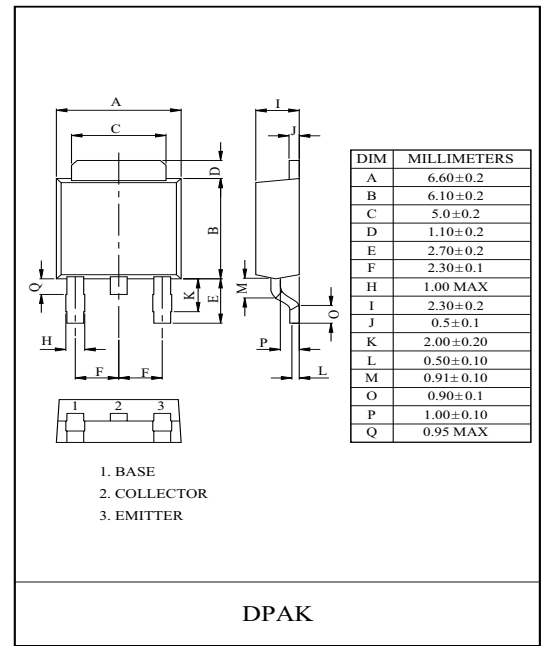 A
C
D
B
Q
K
E
H
F F
1 2 3
I
J
M
O
P
L
DIM MILLIMETERS
A 6.60±0.2
B 6.10±0.2
C 5.0±0.2
D 1.10±0.2
E 2.70±0.2
F 2.30±0.1
H 1.00 MAX
I 2.30±0.2
J 0.5±0.1
K 2.00±0.20
L 0.50±0.10
M 0.91±0.10
O 0.90±0.1
P 1.00±0.10
Q 0.95 MAX
1. BASE
2. COLLECTOR
3. EMITTER
DPAK